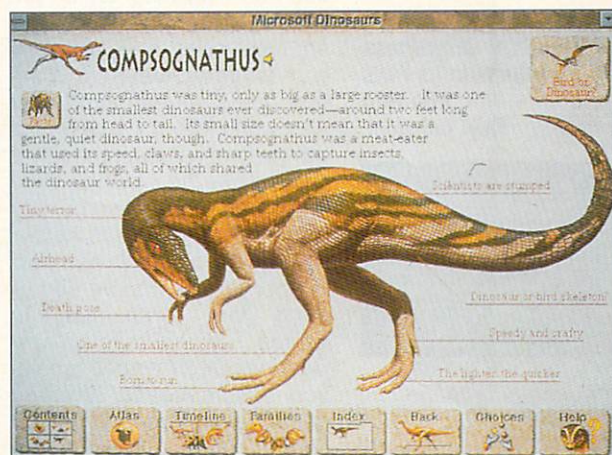 Microsoft Dinosaurs
COMPSOGNATHUS
Bird or
Dinosaur?
Facts
Compsognathus was tiny, only as big as a large rooster. It was one
of the smallest dinosaurs ever discovered—around two feet long
from head to tail. Its small size doesn't mean that it was a
gentle, quiet dinosaur, though. Compsognathus was a meat-eater
that used its speed, claws, and sharp teeth to capture insects,
lizards, and frogs, all of which shared
the dinosaur world.
Scientists are stumped
Tiny terror
Airhead
Death pose
Dinosaur or bird skeleton
One of the smallest dinosaurs
Speedy and crafty
Born to run
The lighter the quicker
Contents
Atlas
Timeline
Families
Index
Back
Choices
Help